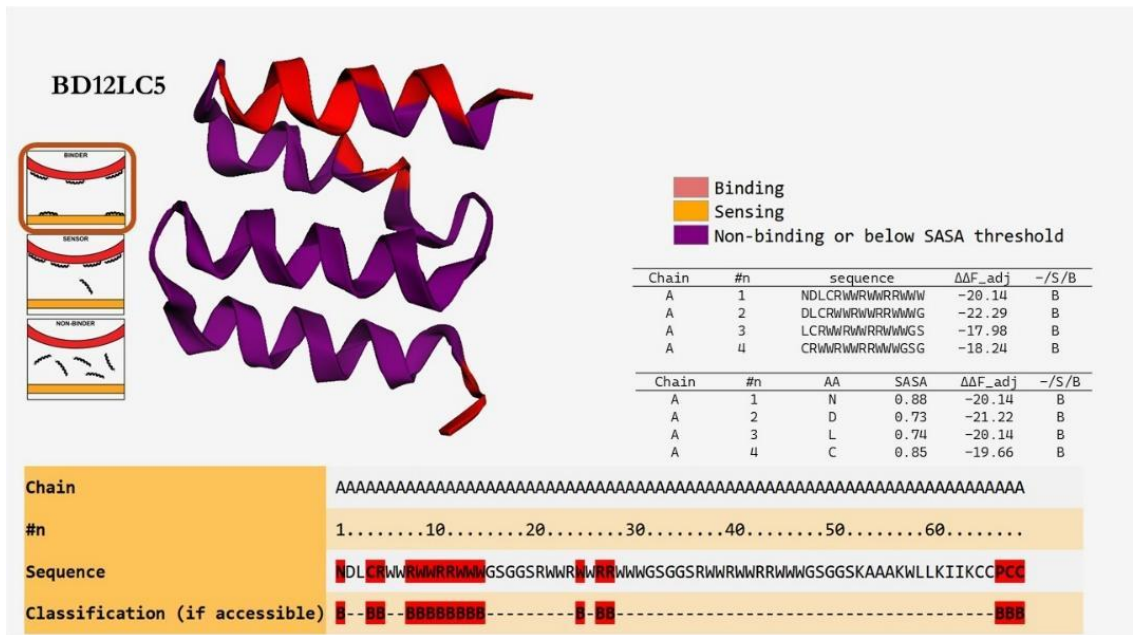 BD12LC5
BINDER
SENSOR
NON-BINDER
Binding
Sensing
Non-binding or below SASA threshold
Chain #n sequence ΔΔF_adj -/S/B
A 1 NDLCRWWRWWRRWWW -20.14 B
A 2 DLCRWWRWWRRWWWG -22.29 B
A 3 LCRWWRWWRRWWWGS -17.98 B
A 4 CRWWRWWRRWWWGSG -18.24 B
Chain #n AA SASA ΔΔF_adj -/S/B
A 1 N 0.88 -20.14 B
A 2 D 0.73 -21.22 B
A 3 L 0.74 -20.14 B
A 4 C 0.85 -19.66 B
Chain AAAAAAAAAAAAAAAAAAAAAAAAAAAAAAAAAAAAAAAAAAAAAAAAAAAAAAAAAAAAAAAAAAAAA
#n 1........10........20........30........40........50........60........
Sequence NDLCRWWRWWRRWWWGSGGSRWWRWWRRWWWGSGGSRWWRWWRRWWWGSGGSKAAAKWLLKIIKCCPCC
Classification (if accessible) B--BB--BBBBBBBB---------B-BB--------------------------------------BBB